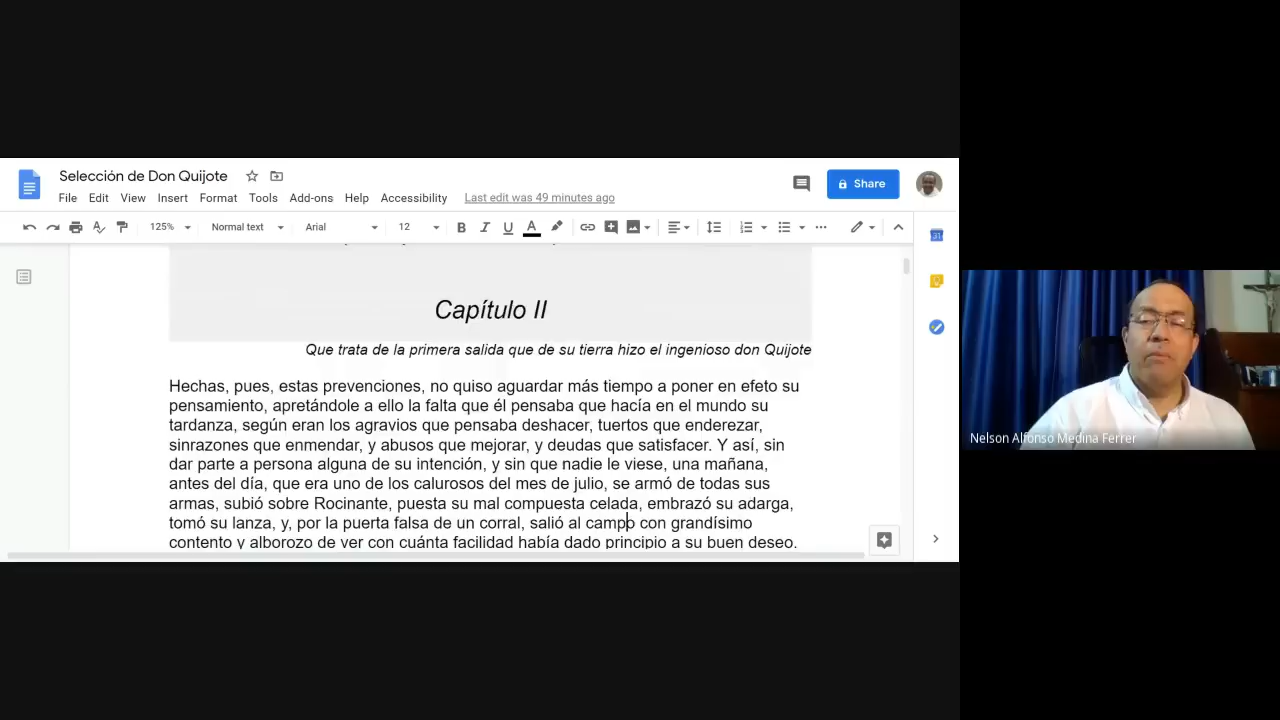 Selección de Don Quijote
File Edit View Insert Format Tools Add-ons Help Accessibility Last edit was 49 minutes ago
Share
125% Normal text Arial 12 B I U A
31
Capítulo II
Que trata de la primera salida que de su tierra hizo el ingenioso don Quijote
Hechas, pues, estas prevenciones, no quiso aguardar más tiempo a poner en efeto su
pensamiento, apretándole a ello la falta que él pensaba que hacía en el mundo su
tardanza, según eran los agravios que pensaba deshacer, tuertos que enderezar,
sinrazones que enmendar, y abusos que mejorar, y deudas que satisfacer. Y así, sin
dar parte a persona alguna de su intención, y sin que nadie le viese, una mañana,
antes del día, que era uno de los calurosos del mes de julio, se armó de todas sus
armas, subió sobre Rocinante, puesta su mal compuesta celada, embrazó su adarga,
tomó su lanza, y, por la puerta falsa de un corral, salió al campo con grandísimo
contento y alborozo de ver con cuánta facilidad había dado principio a su buen deseo.
Nelson Alfonso Medina Ferrer